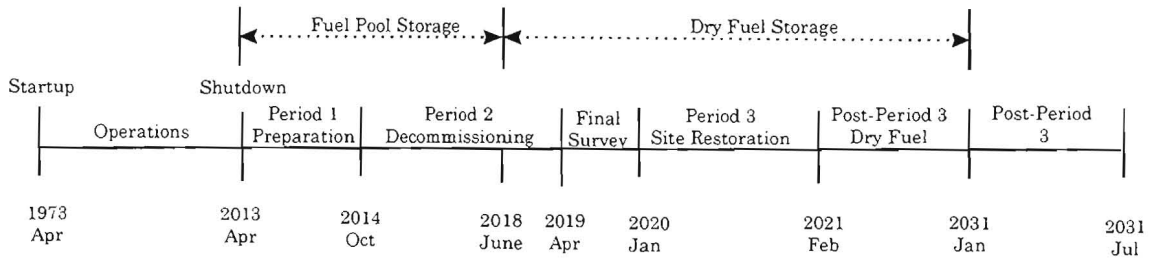 Fuel Pool Storage
Dry Fuel Storage
Startup
Shutdown
Operations
Period 1
Preparation
Period 2
Decommissioning
Final
Survey
Period 3
Site Restoration
Post-Period 3
Dry Fuel
Post-Period
3
1973
Apr
2013
Apr
2014
Oct
2018
June
2019
Apr
2020
Jan
2021
Feb
2031
Jan
2031
Jul